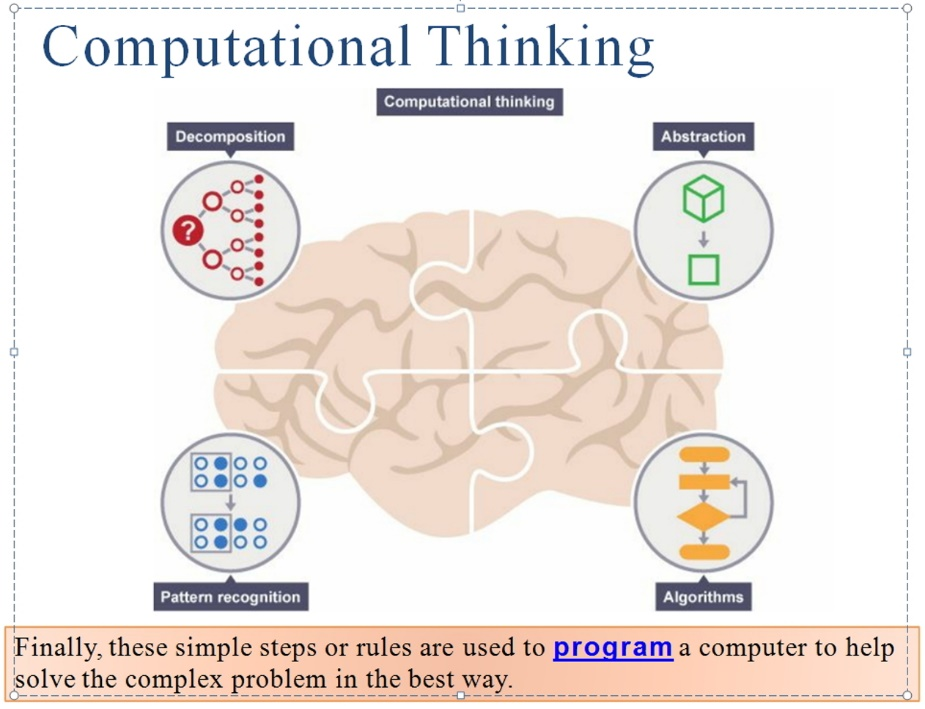 Computational Thinking
Computational thinking
Decomposition
Abstraction
?
Pattern recognition
Algorithms
Finally, these simple steps or rules are used to program a computer to help
solve the complex problem in the best way.